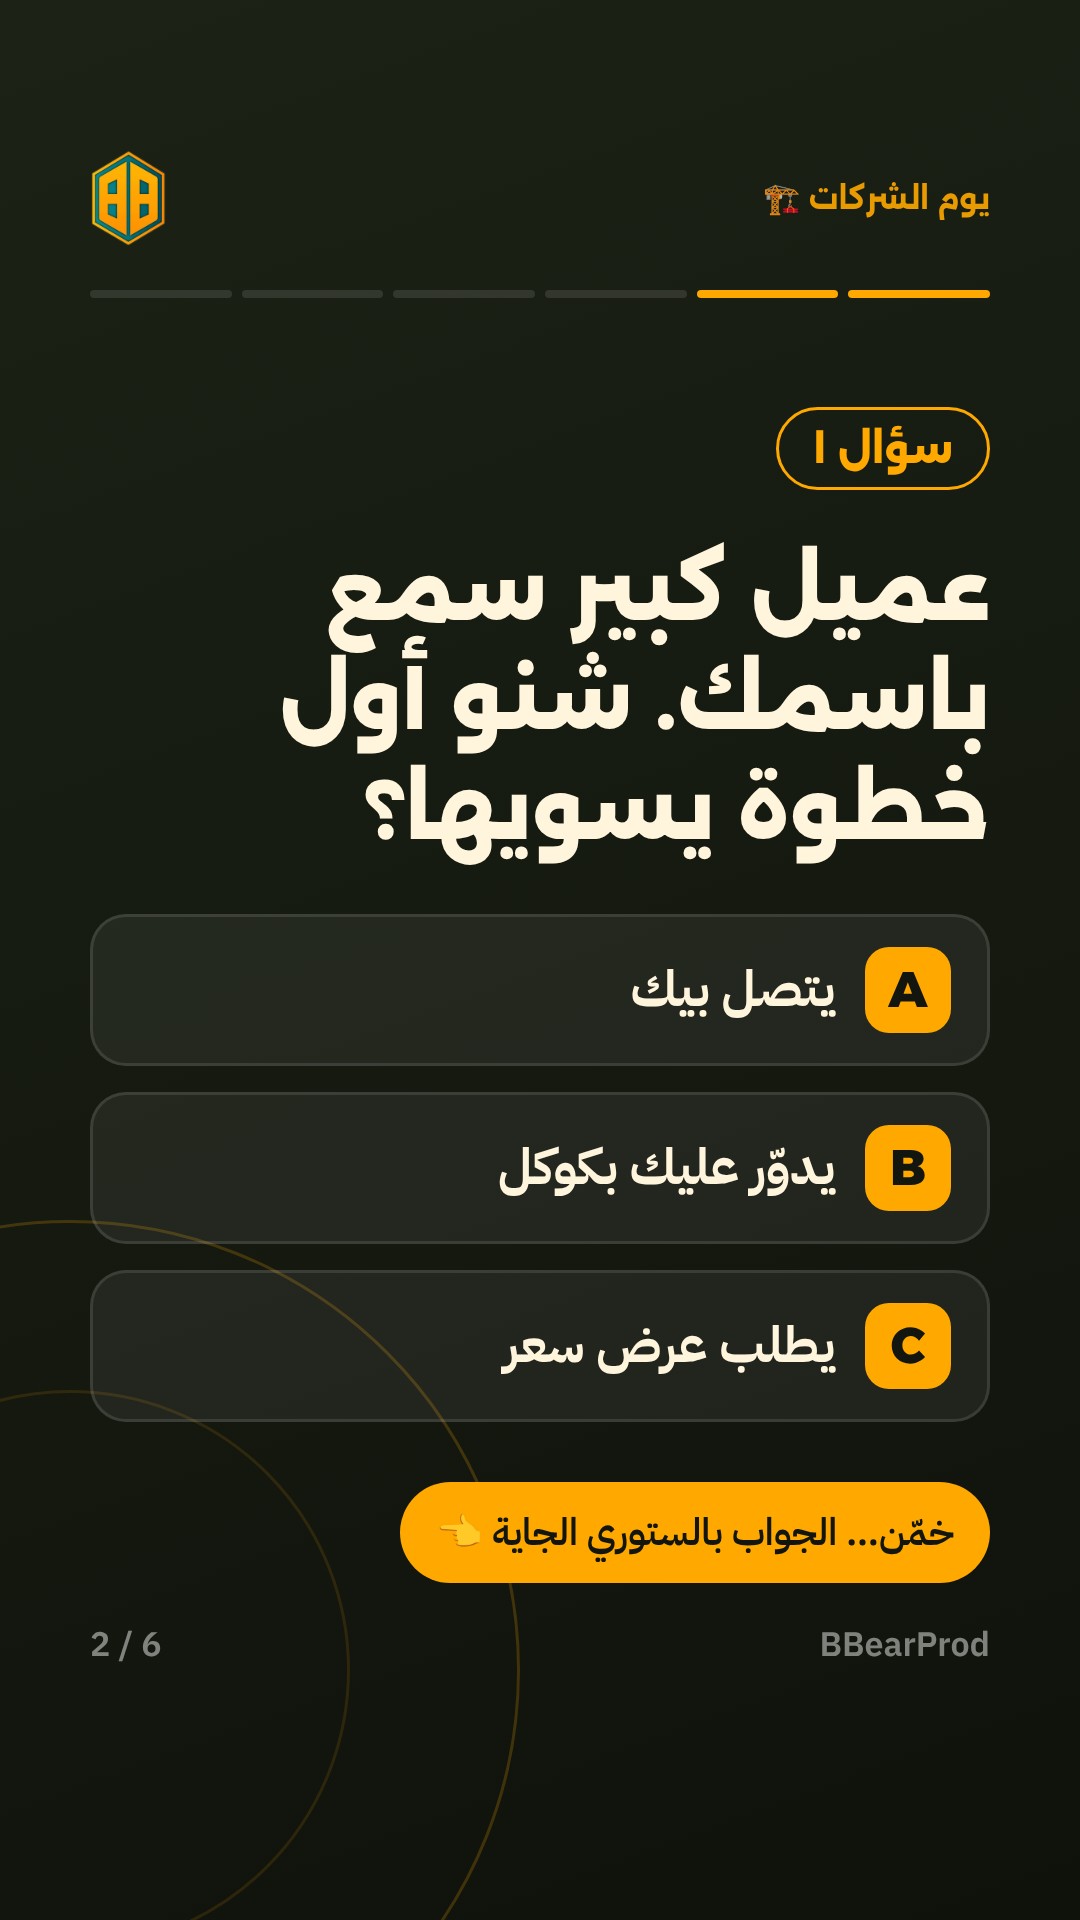 يوم الشركات 🏗️
BB
سؤال ١
عميل كبير سمع
باسمك. شنو أول
خطوة يسويها؟
A يتصل بيك
B يدوّر عليك بكوكل
C يطلب عرض سعر
خمّن... الجواب بالستوري الجاية 👈
BBearProd
2 / 6